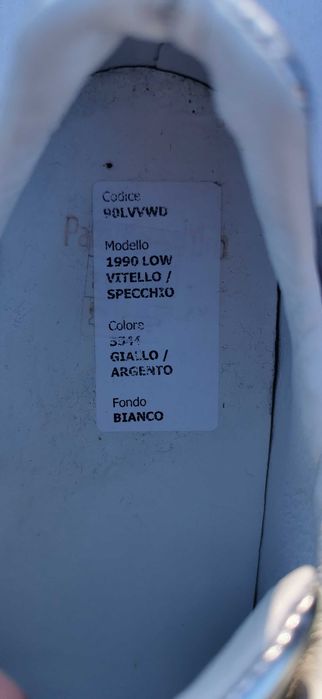 Codice
90LVVWD
Modello
1990 LOW
VITELLO /
SPECCHIO
Colore
GIALLO /
ARGENTO
Fondo
BIANCO